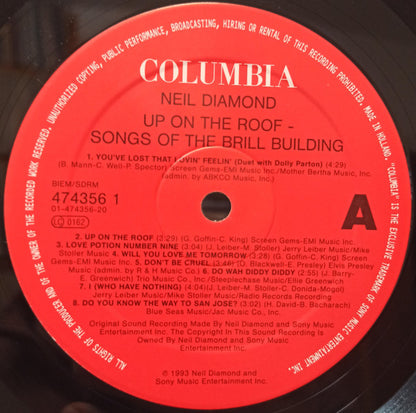 UNAUTHORIZED COPYING, PUBLIC PERFORMANCE, BROADCASTING, HIRING OR RENTAL OF THIS RECORDING PROHIBITED. MADE IN HOLLAND. "COLUMBIA" IS THE EXCLUSIVE TRADEMARK OF SONY MUSIC ENTERTAINMENT INC.
ALL RIGHTS OF THE PRODUCER AND OF THE OWNER OF THE RECORDED WORK RESERVED.
COLUMBIA
NEIL DIAMOND
UP ON THE ROOF -
SONGS OF THE BRILL BUILDING
1. YOU'VE LOST THAT LOVIN' FEELIN' (Duet with Dolly Parton) (4:29)
(B. Mann-C. Weil-P. Spector) Screen Gems-EMI Music Inc./Mother Bertha Music Inc.
admin. by ABKCO Music Inc.)
BIEM/SDRM
474356 1
01-474356-20
LC 0162
A
2. UP ON THE ROOF (3:29) (G. Goffin-C. King) Screen Gems-EMI Music Inc.
3. LOVE POTION NUMBER NINE (3:04) (J. Leiber-M. Stoller) Jerry Leiber Music/Mike
Stoller Music 4. WILL YOU LOVE ME TOMORROW (3:28) (G. Goffin-C. King) Screen
Gems-EMI Music Inc. 5. DON'T BE CRUEL (3:46) (O. Blackwell-E. Presley) Elvis Presley
Music (admin. by R & H Music Co.) 6. DO WAH DIDDY DIDDY (2:55) (J. Barry-
E. Greenwich) Trio Music Co. Inc/Steeplechase Music/Ellie Greenwich
7. I (WHO HAVE NOTHING) (4:04) (J. Leiber-M. Stoller-C. Donida-Mogol)
Jerry Leiber Music/Mike Stoller Music/Radio Records Recording
8. DO YOU KNOW THE WAY TO SAN JOSE? (3:02) (H. David-B. Bacharach)
Blue Seas Music/Jac Music Co., Inc.
Original Sound Recording Made By Neil Diamond and Sony Music
Entertainment Inc. The Copyright In This Sound Recording Is
Owned By Neil Diamond and Sony Music
Entertainment Inc.
℗ 1993 Neil Diamond and
Sony Music Entertainment Inc.